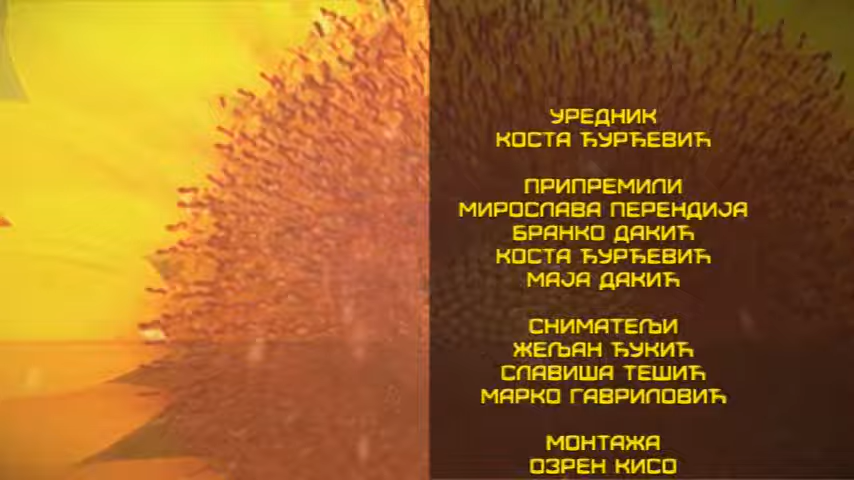 УРЕДНИК
КОСТА ЂУРЂЕВИЋ
ПРИПРЕМИЛИ
МИРОСЛАВА ПЕРЕНДИЈА
БРАНКО ДАКИЋ
КОСТА ЂУРЂЕВИЋ
МАЈА ДАКИЋ
СНИМАТЕЉИ
ЖЕЉАН ЂУКИЋ
СЛАВИША ТЕШИЋ
МАРКО ГАВРИЛОВИЋ
МОНТАЖА
ОЗРЕН КИСО